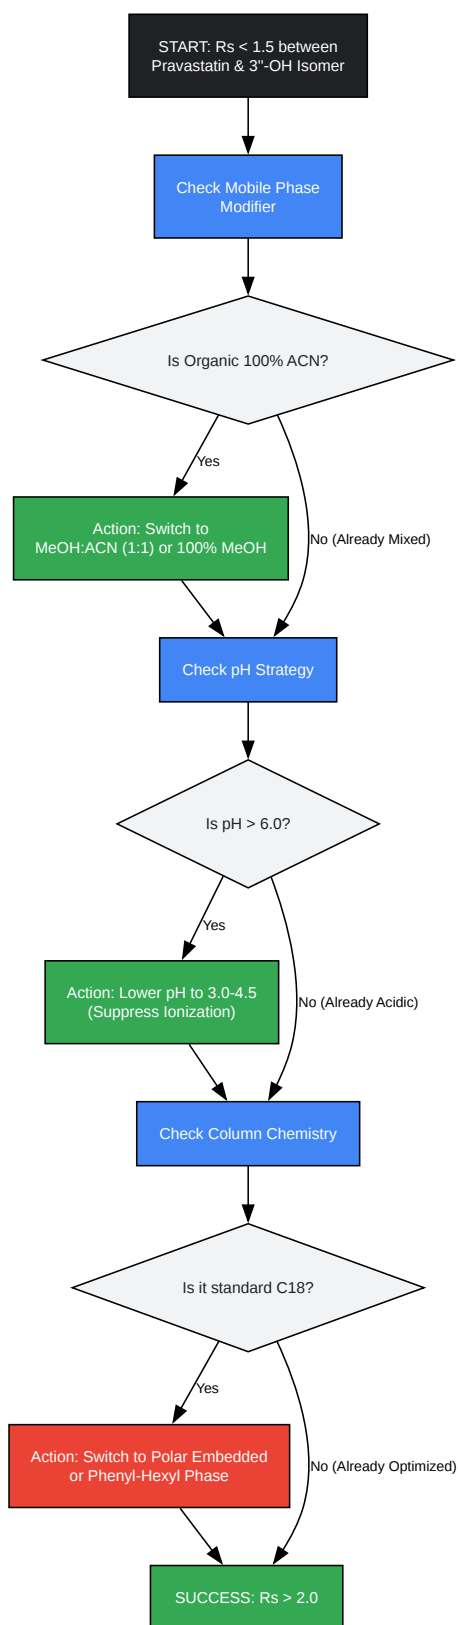 START: Rs < 1.5 between
Pravastatin & 3''-OH Isomer
Check Mobile Phase
Modifier
Is Organic 100% ACN?
Yes
Action: Switch to
MeOH:ACN (1:1) or 100% MeOH
No (Already Mixed)
Check pH Strategy
Is pH > 6.0?
Yes
Action: Lower pH to 3.0-4.5
(Suppress Ionization)
No (Already Acidic)
Check Column Chemistry
Is it standard C18?
Yes
Action: Switch to Polar Embedded
or Phenyl-Hexyl Phase
No (Already Optimized)
SUCCESS: Rs > 2.0